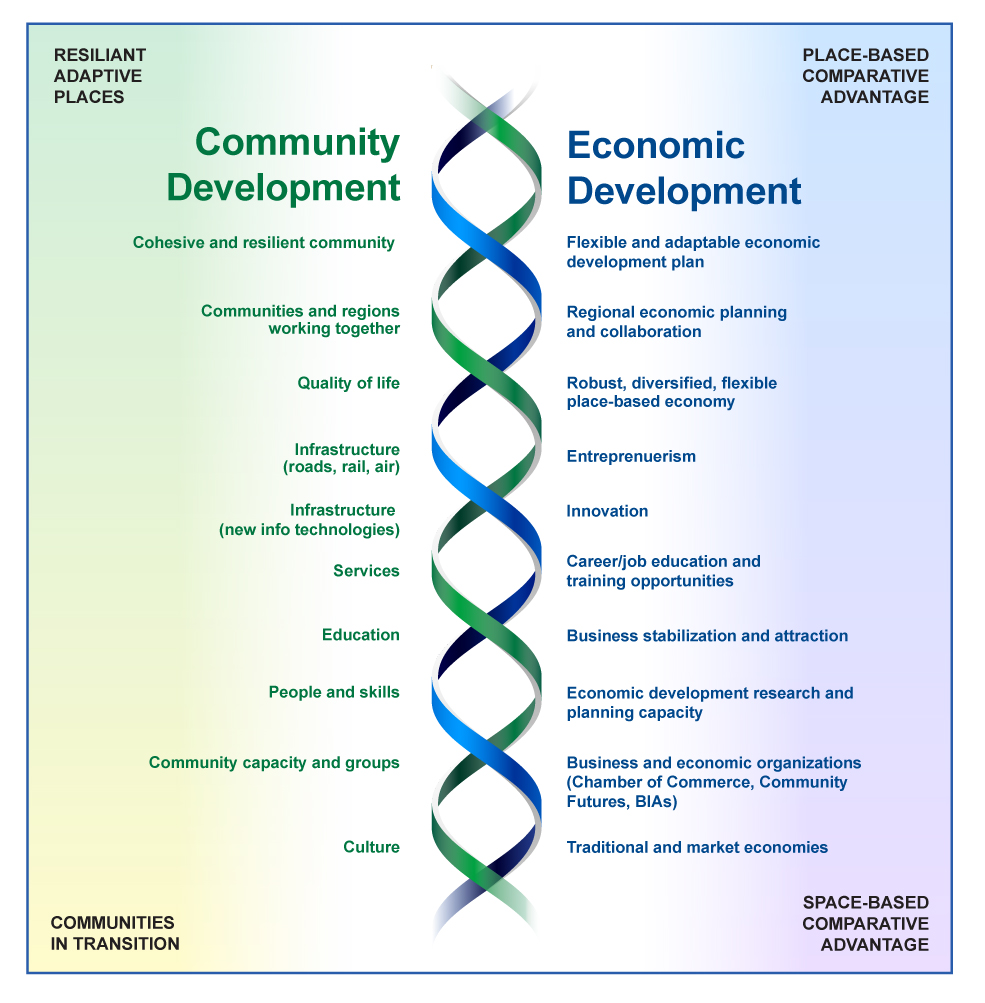 RESILIANT
ADAPTIVE
PLACES
PLACE-BASED
COMPARATIVE
ADVANTAGE
Community
Development
Economic
Development
Cohesive and resilient community
Flexible and adaptable economic
development plan
Communities and regions
working together
Regional economic planning
and collaboration
Quality of life
Robust, diversified, flexible
place-based economy
Infrastructure
(roads, rail, air)
Entreprenuerism
Infrastructure
(new info technologies)
Innovation
Services
Career/job education and
training opportunities
Education
Business stabilization and attraction
People and skills
Economic development research and
planning capacity
Community capacity and groups
Business and economic organizations
(Chamber of Commerce, Community
Futures, BIAs)
Culture
Traditional and market economies
COMMUNITIES
IN TRANSITION
SPACE-BASED
COMPARATIVE
ADVANTAGE